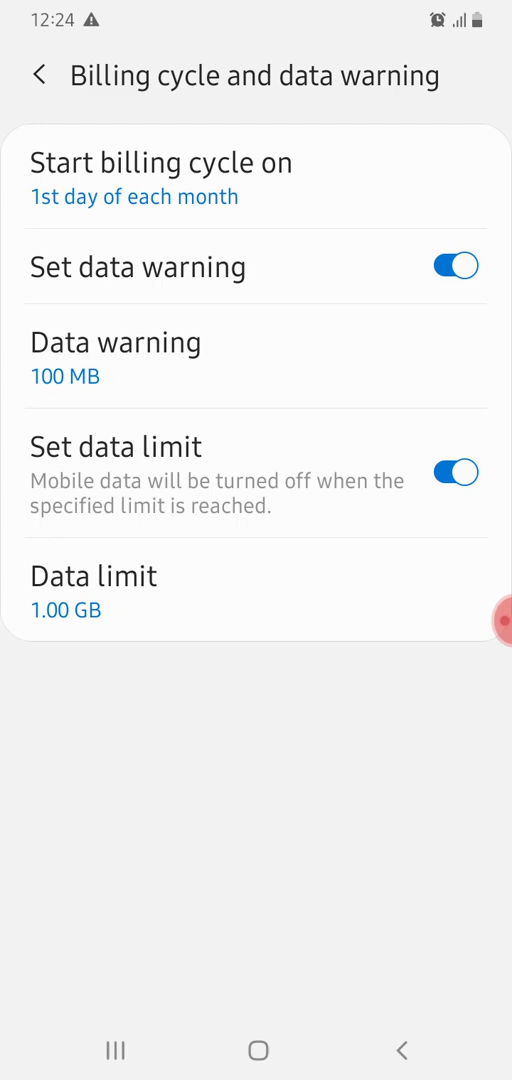 12:24
Billing cycle and data warning
Start billing cycle on
1st day of each month
Set data warning
Data warning
100 MB
Set data limit
Mobile data will be turned off when the
specified limit is reached.
Data limit
1.00 GB